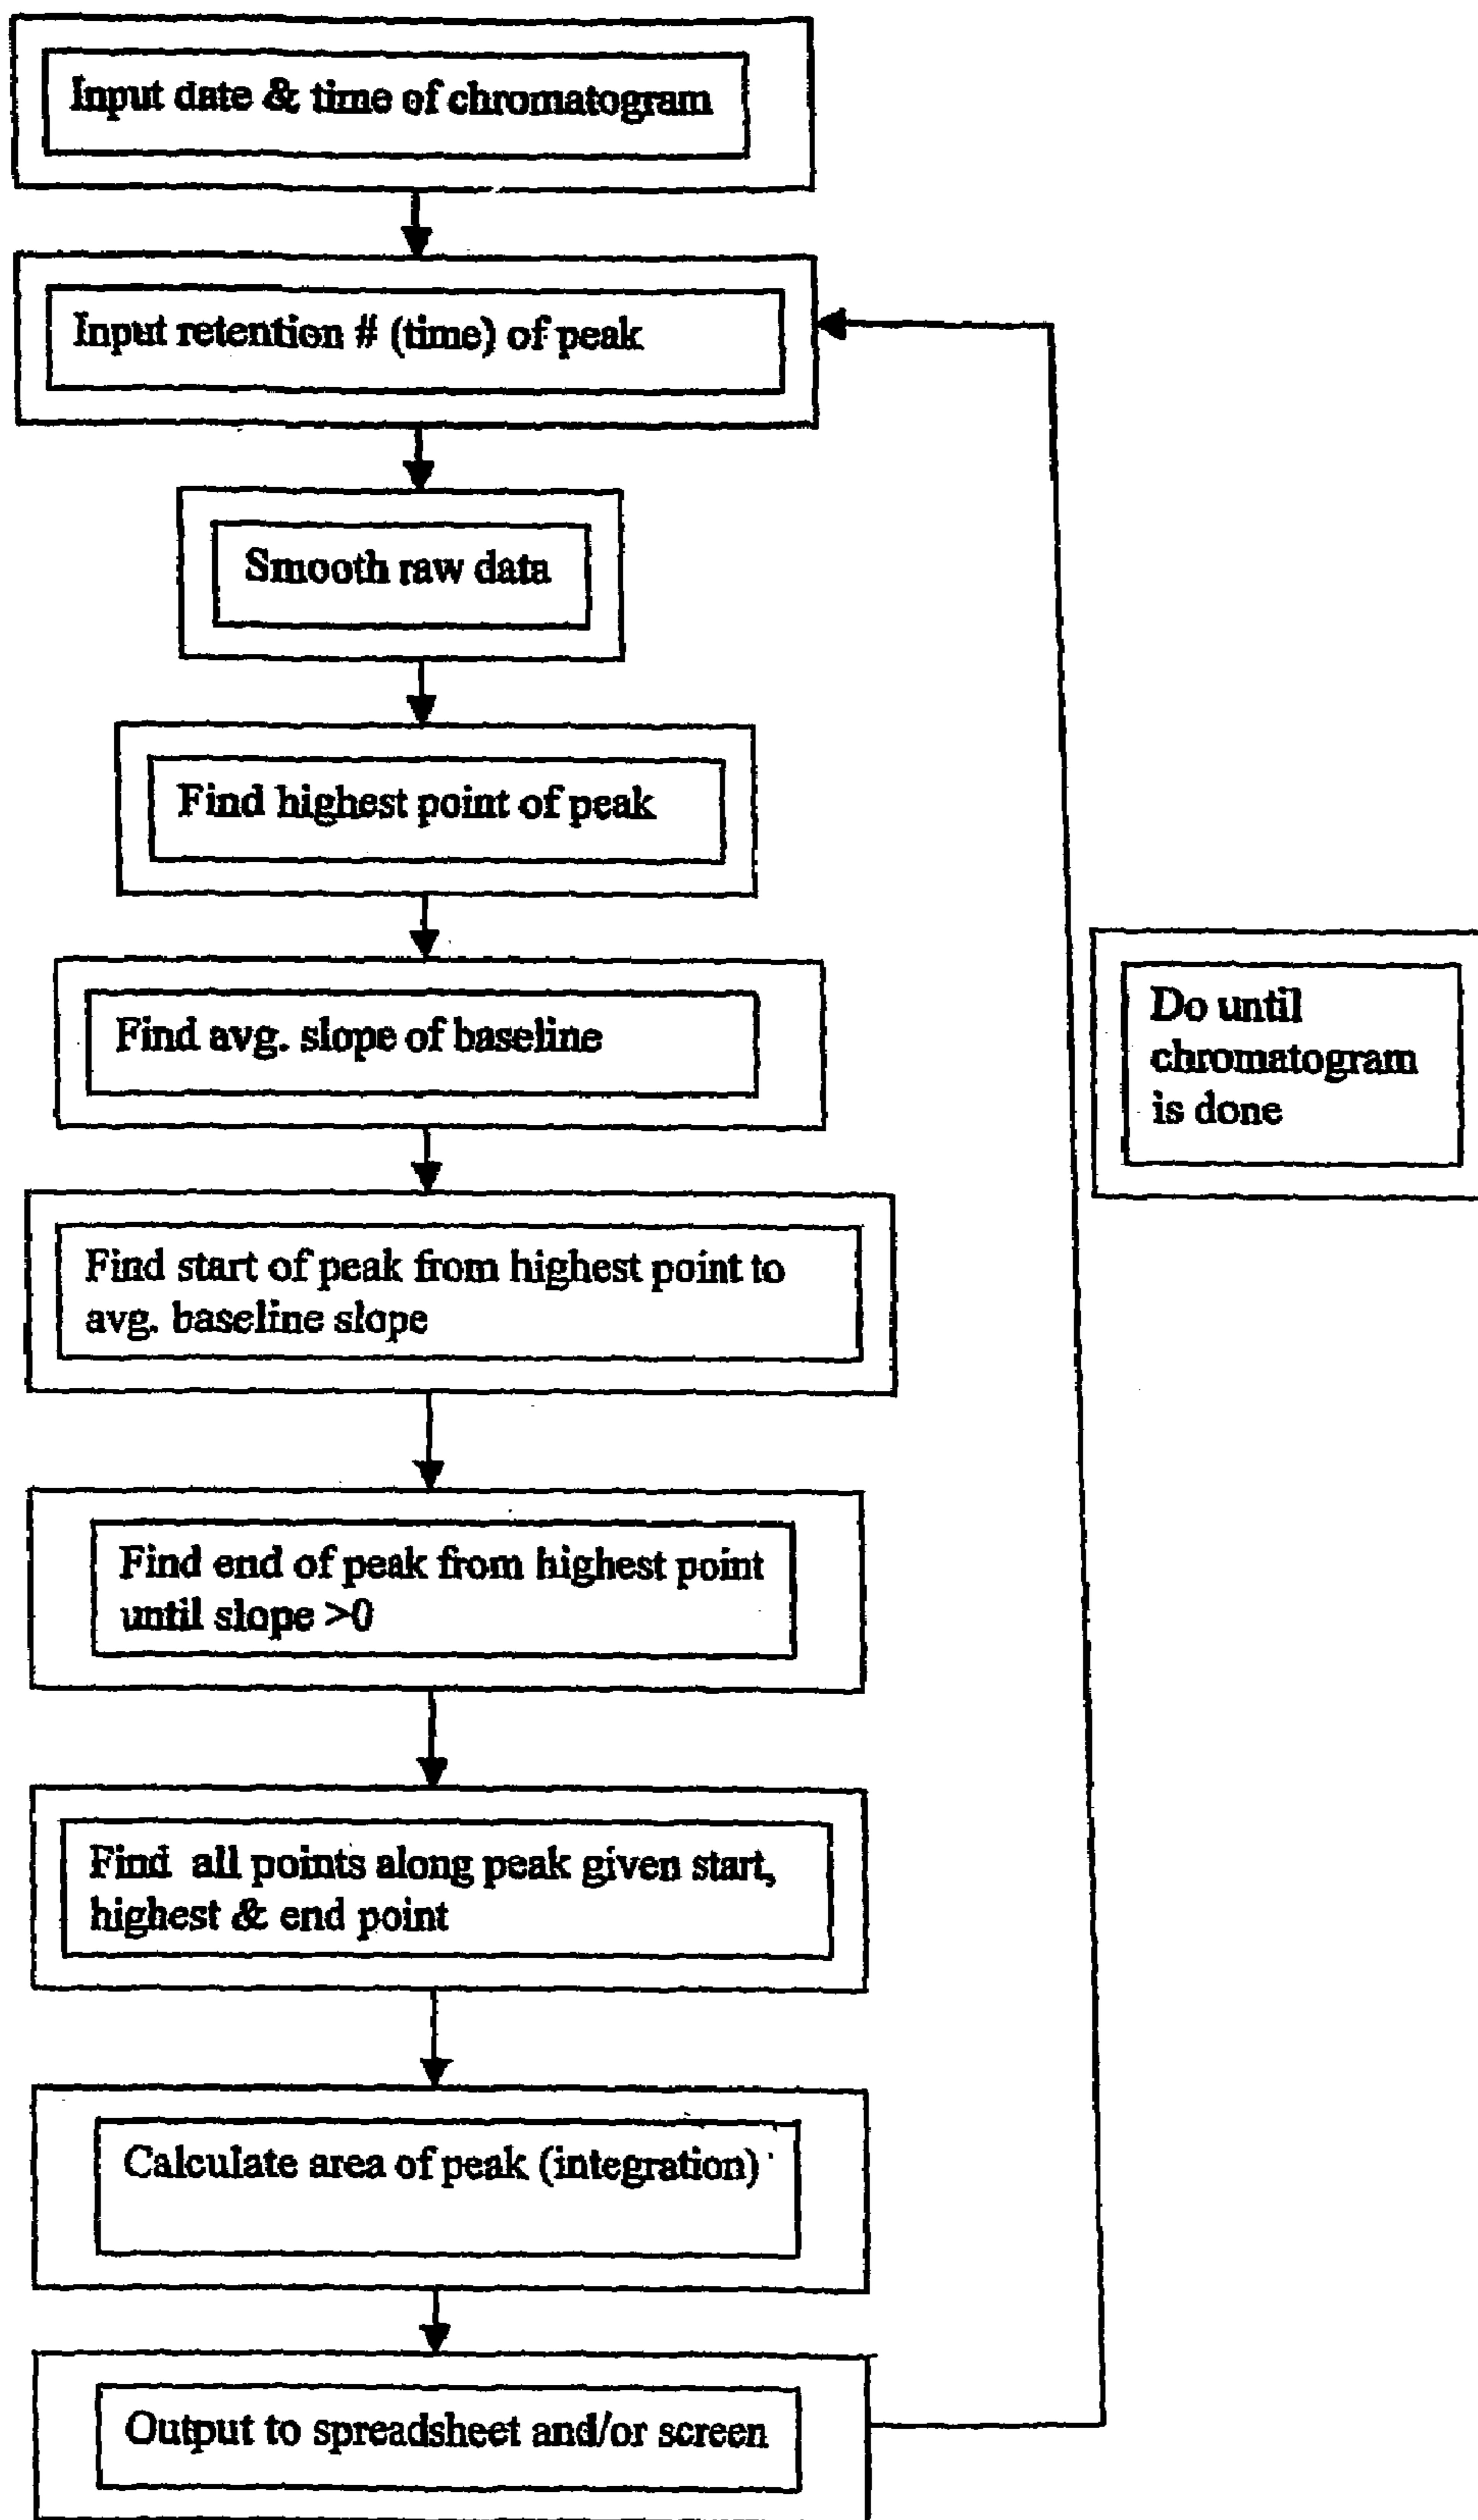 Input date & time of chromatogram
Input retention # (time) of peak
Smooth raw data
Find highest point of peak
Find avg. slope of baseline
Do until
chromatogram
is done
Find start of peak from highest point to
avg. baseline slope
Find end of peak from highest point
until slope >0
Find all points along peak given start,
highest & end point
Calculate area of peak (integration)
Output to spreadsheet and/or screen